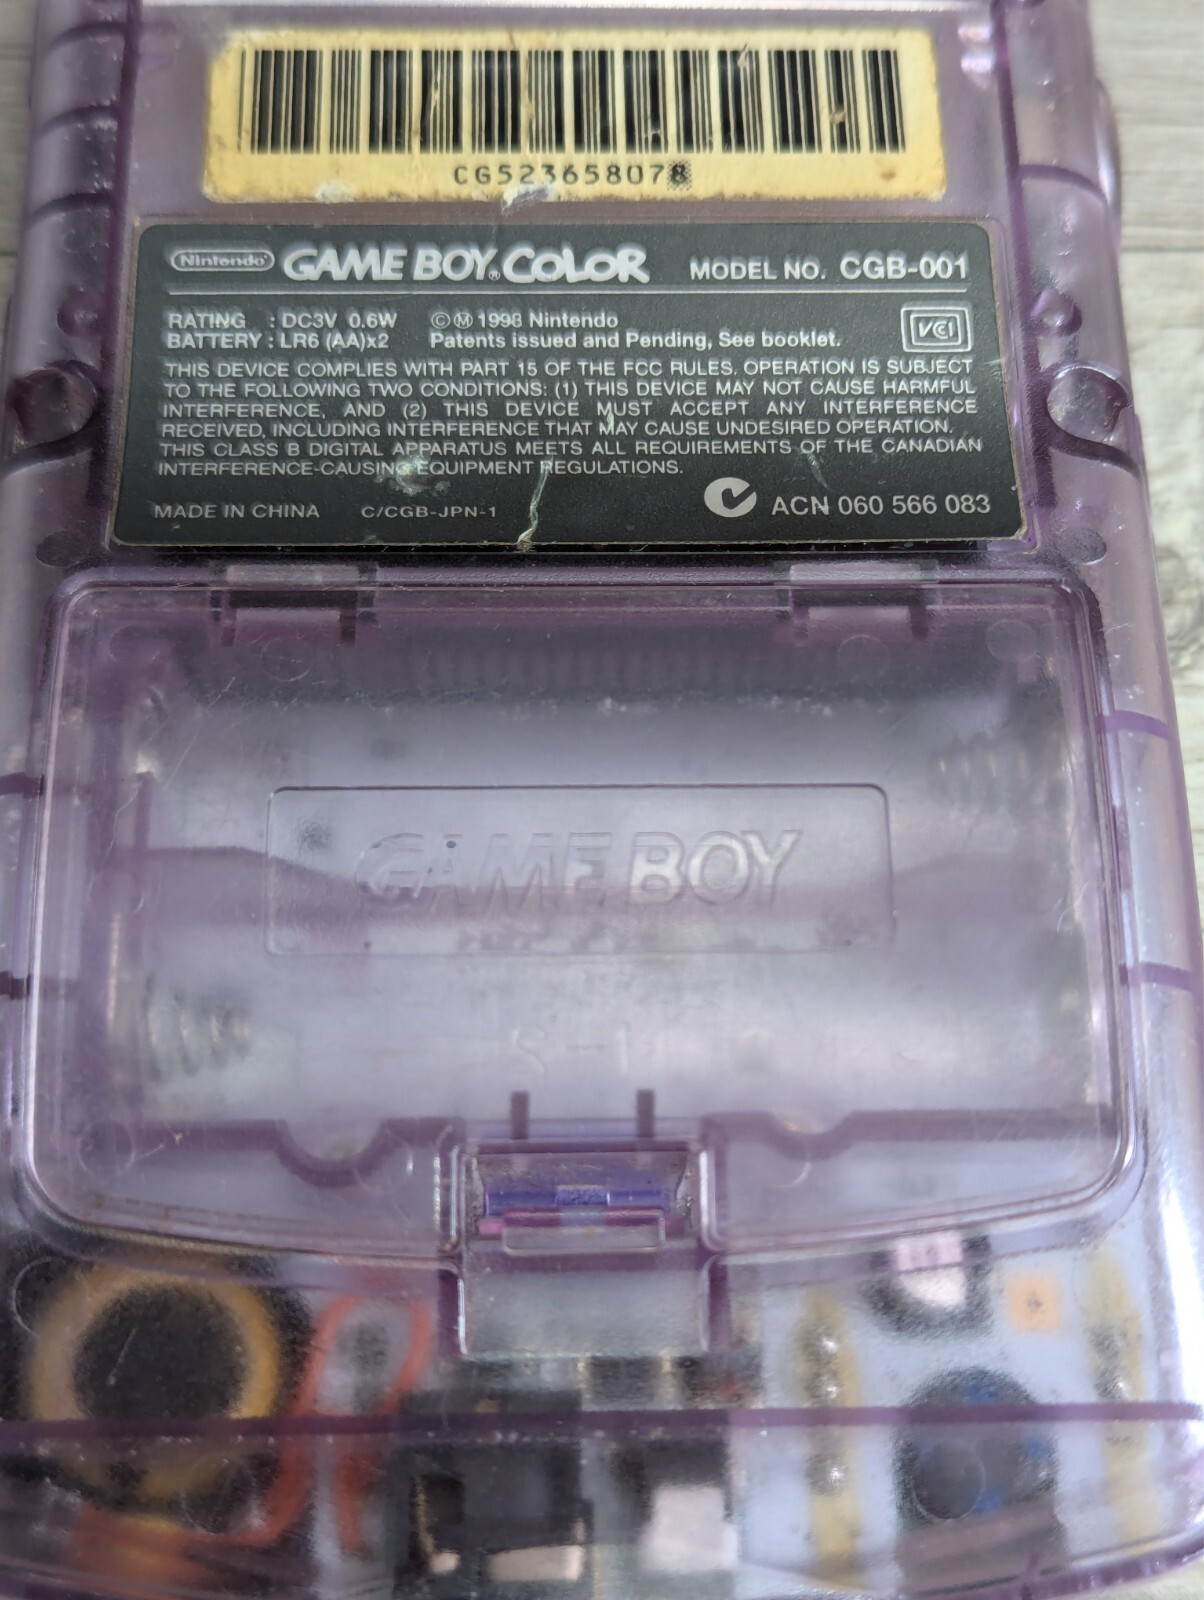 CG523658078
Nintendo GAME BOY COLOR MODEL NO. CGB-001
RATING : DC3V 0.6W ©Ⓜ 1998 Nintendo
BATTERY : LR6 (AA)x2 Patents issued and Pending, See booklet.
VCI
THIS DEVICE COMPLIES WITH PART 15 OF THE FCC RULES. OPERATION IS SUBJECT
TO THE FOLLOWING TWO CONDITIONS: (1) THIS DEVICE MAY NOT CAUSE HARMFUL
INTERFERENCE, AND (2) THIS DEVICE MUST ACCEPT ANY INTERFERENCE
RECEIVED, INCLUDING INTERFERENCE THAT MAY CAUSE UNDESIRED OPERATION.
THIS CLASS B DIGITAL APPARATUS MEETS ALL REQUIREMENTS OF THE CANADIAN
INTERFERENCE-CAUSING EQUIPMENT REGULATIONS.
MADE IN CHINA C/CGB-JPN-1 ACN 060 566 083
GAME BOY